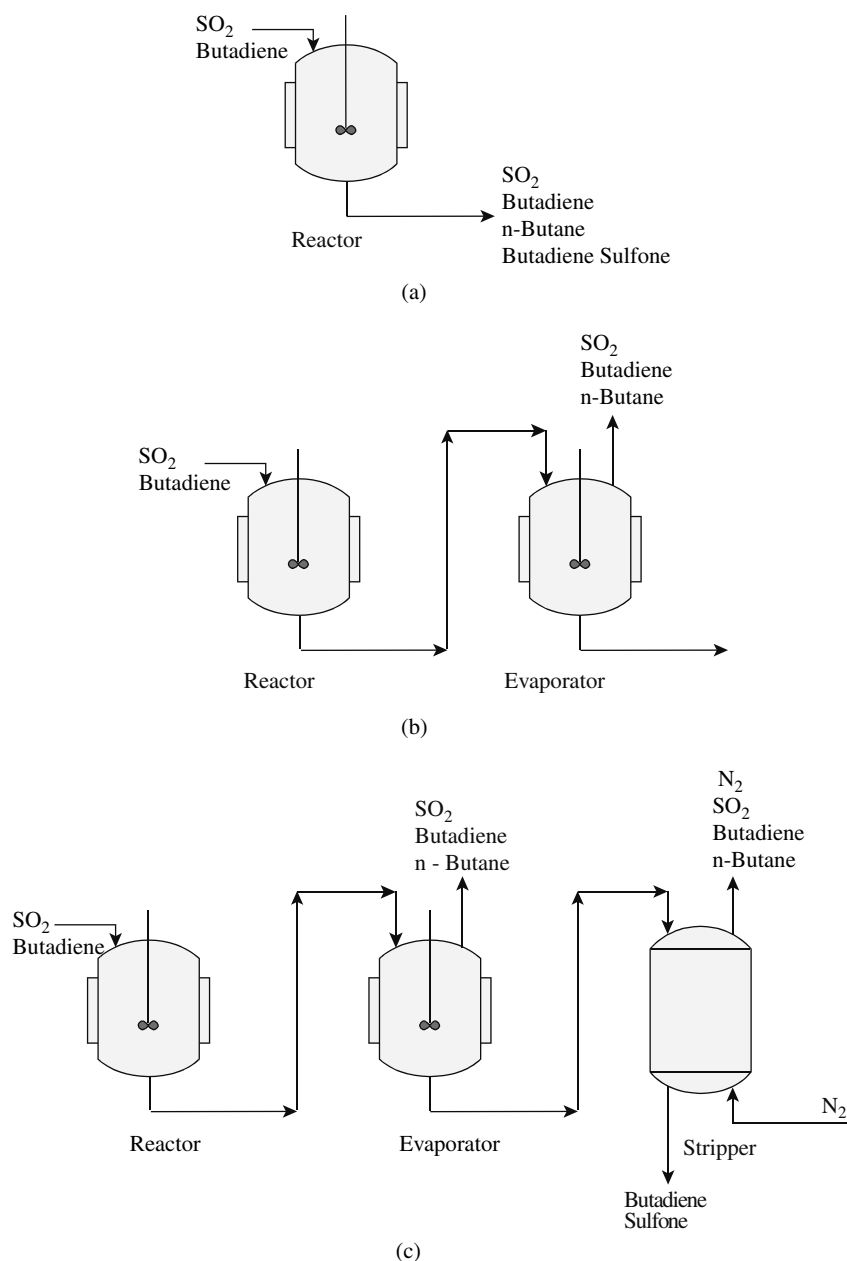 SO₂
Butadiene
SO₂
Butadiene
n-Butane
Butadiene Sulfone
Reactor
(a)
SO₂
Butadiene
n-Butane
SO₂
Butadiene
Reactor
Evaporator
(b)
N₂
SO₂
Butadiene
n-Butane
SO₂
Butadiene
n - Butane
SO₂
Butadiene
N₂
Reactor
Evaporator
Stripper
Butadiene
Sulfone
(c)